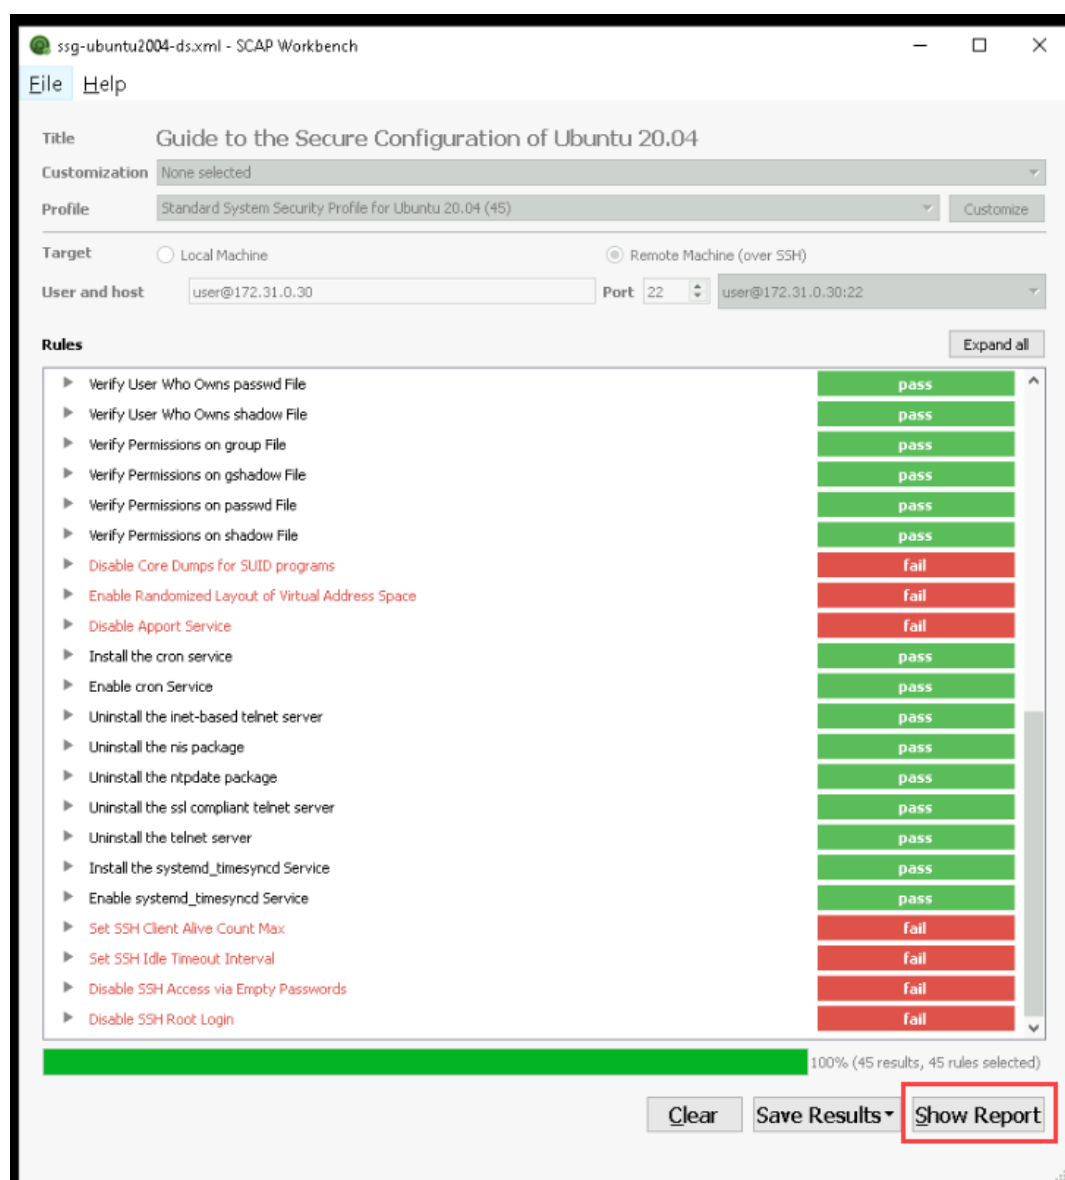 ssg-ubuntu2004-ds.xml - SCAP Workbench
File Help
Title Guide to the Secure Configuration of Ubuntu 20.04
Customization None selected
Profile Standard System Security Profile for Ubuntu 20.04 (45) Customize
Target Local Machine Remote Machine (over SSH)
User and host user@172.31.0.30 Port 22 user@172.31.0.30:22
Rules Expand all
Verify User Who Owns passwd File pass
Verify User Who Owns shadow File pass
Verify Permissions on group File pass
Verify Permissions on gshadow File pass
Verify Permissions on passwd File pass
Verify Permissions on shadow File pass
Disable Core Dumps for SUID programs fail
Enable Randomized Layout of Virtual Address Space fail
Disable Apport Service fail
Install the cron service pass
Enable cron Service pass
Uninstall the inet-based telnet server pass
Uninstall the nis package pass
Uninstall the ntpdate package pass
Uninstall the ssl compliant telnet server pass
Uninstall the telnet server pass
Install the systemd_timesyncd Service pass
Enable systemd_timesyncd Service pass
Set SSH Client Alive Count Max fail
Set SSH Idle Timeout Interval fail
Disable SSH Access via Empty Passwords fail
Disable SSH Root Login fail
100% (45 results, 45 rules selected)
Clear Save Results Show Report